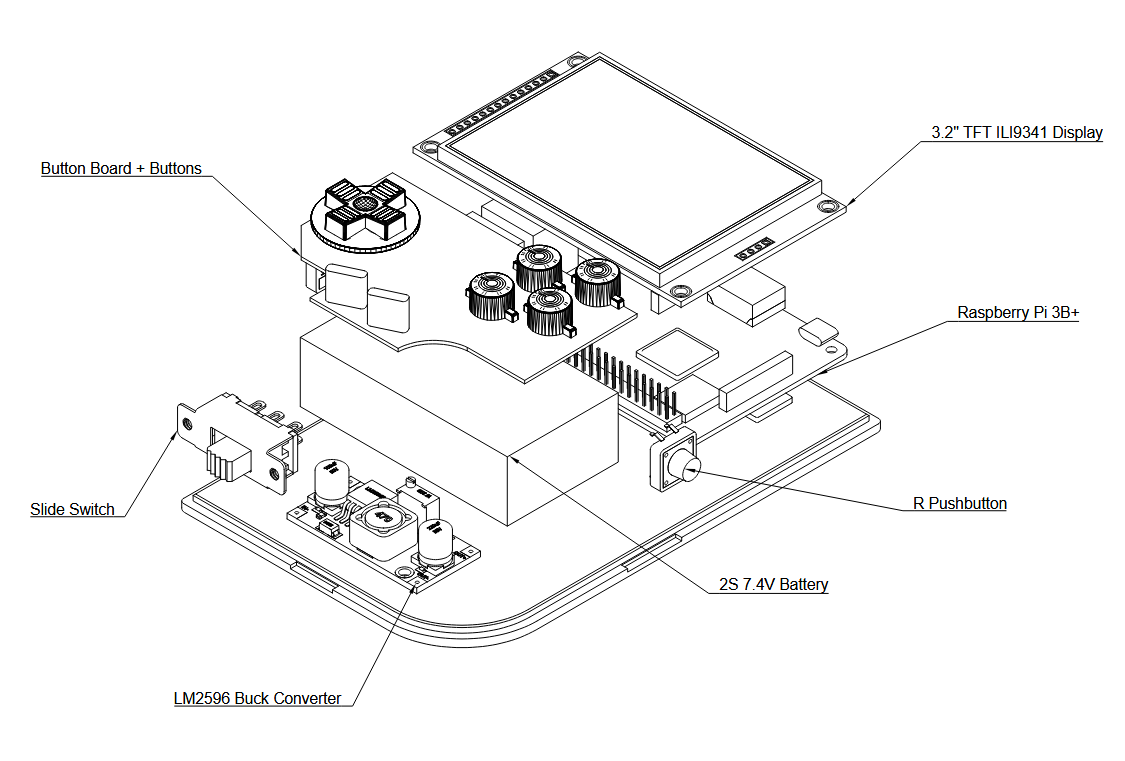 3.2" TFT ILI9341 Display
Button Board + Buttons
Raspberry Pi 3B+
Slide Switch
R Pushbutton
2S 7.4V Battery
LM2596 Buck Converter